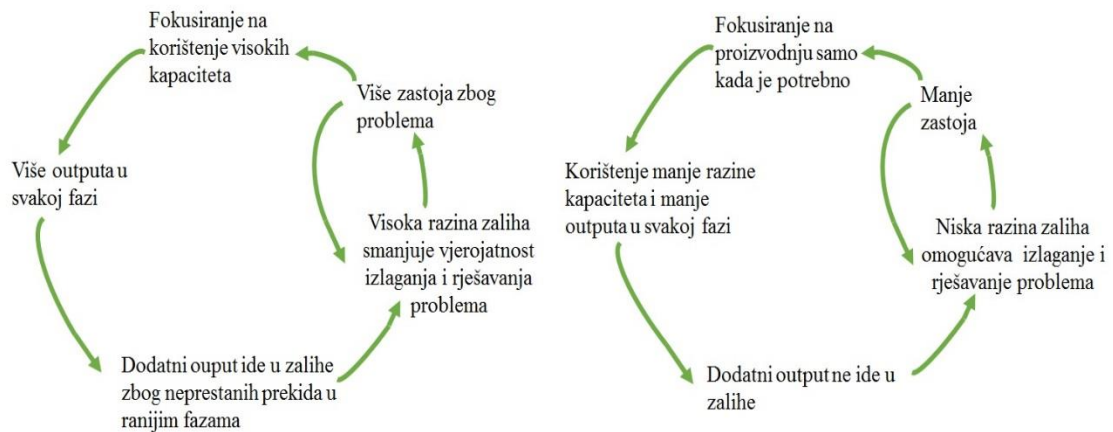 Fokusiranje na
korištenje visokih
kapaciteta
Više zastoja zbog
problema
Više outputa u
svakoj fazi
Visoka razina zaliha
smanjuje vjerojatnost
izlaganja i rješavanja
problema
Dodatni ouput ide u zalihe
zbog neprestanih prekida u
ranijim fazama
Fokusiranje na
proizvodnju samo
kada je potrebno
Manje
zastoja
Korištenje manje razine
kapaciteta i manje
outputa u svakoj fazi
Niska razina zaliha
omogućava izlaganje i
rješavanje problema
Dodatni output ne ide u
zalihe